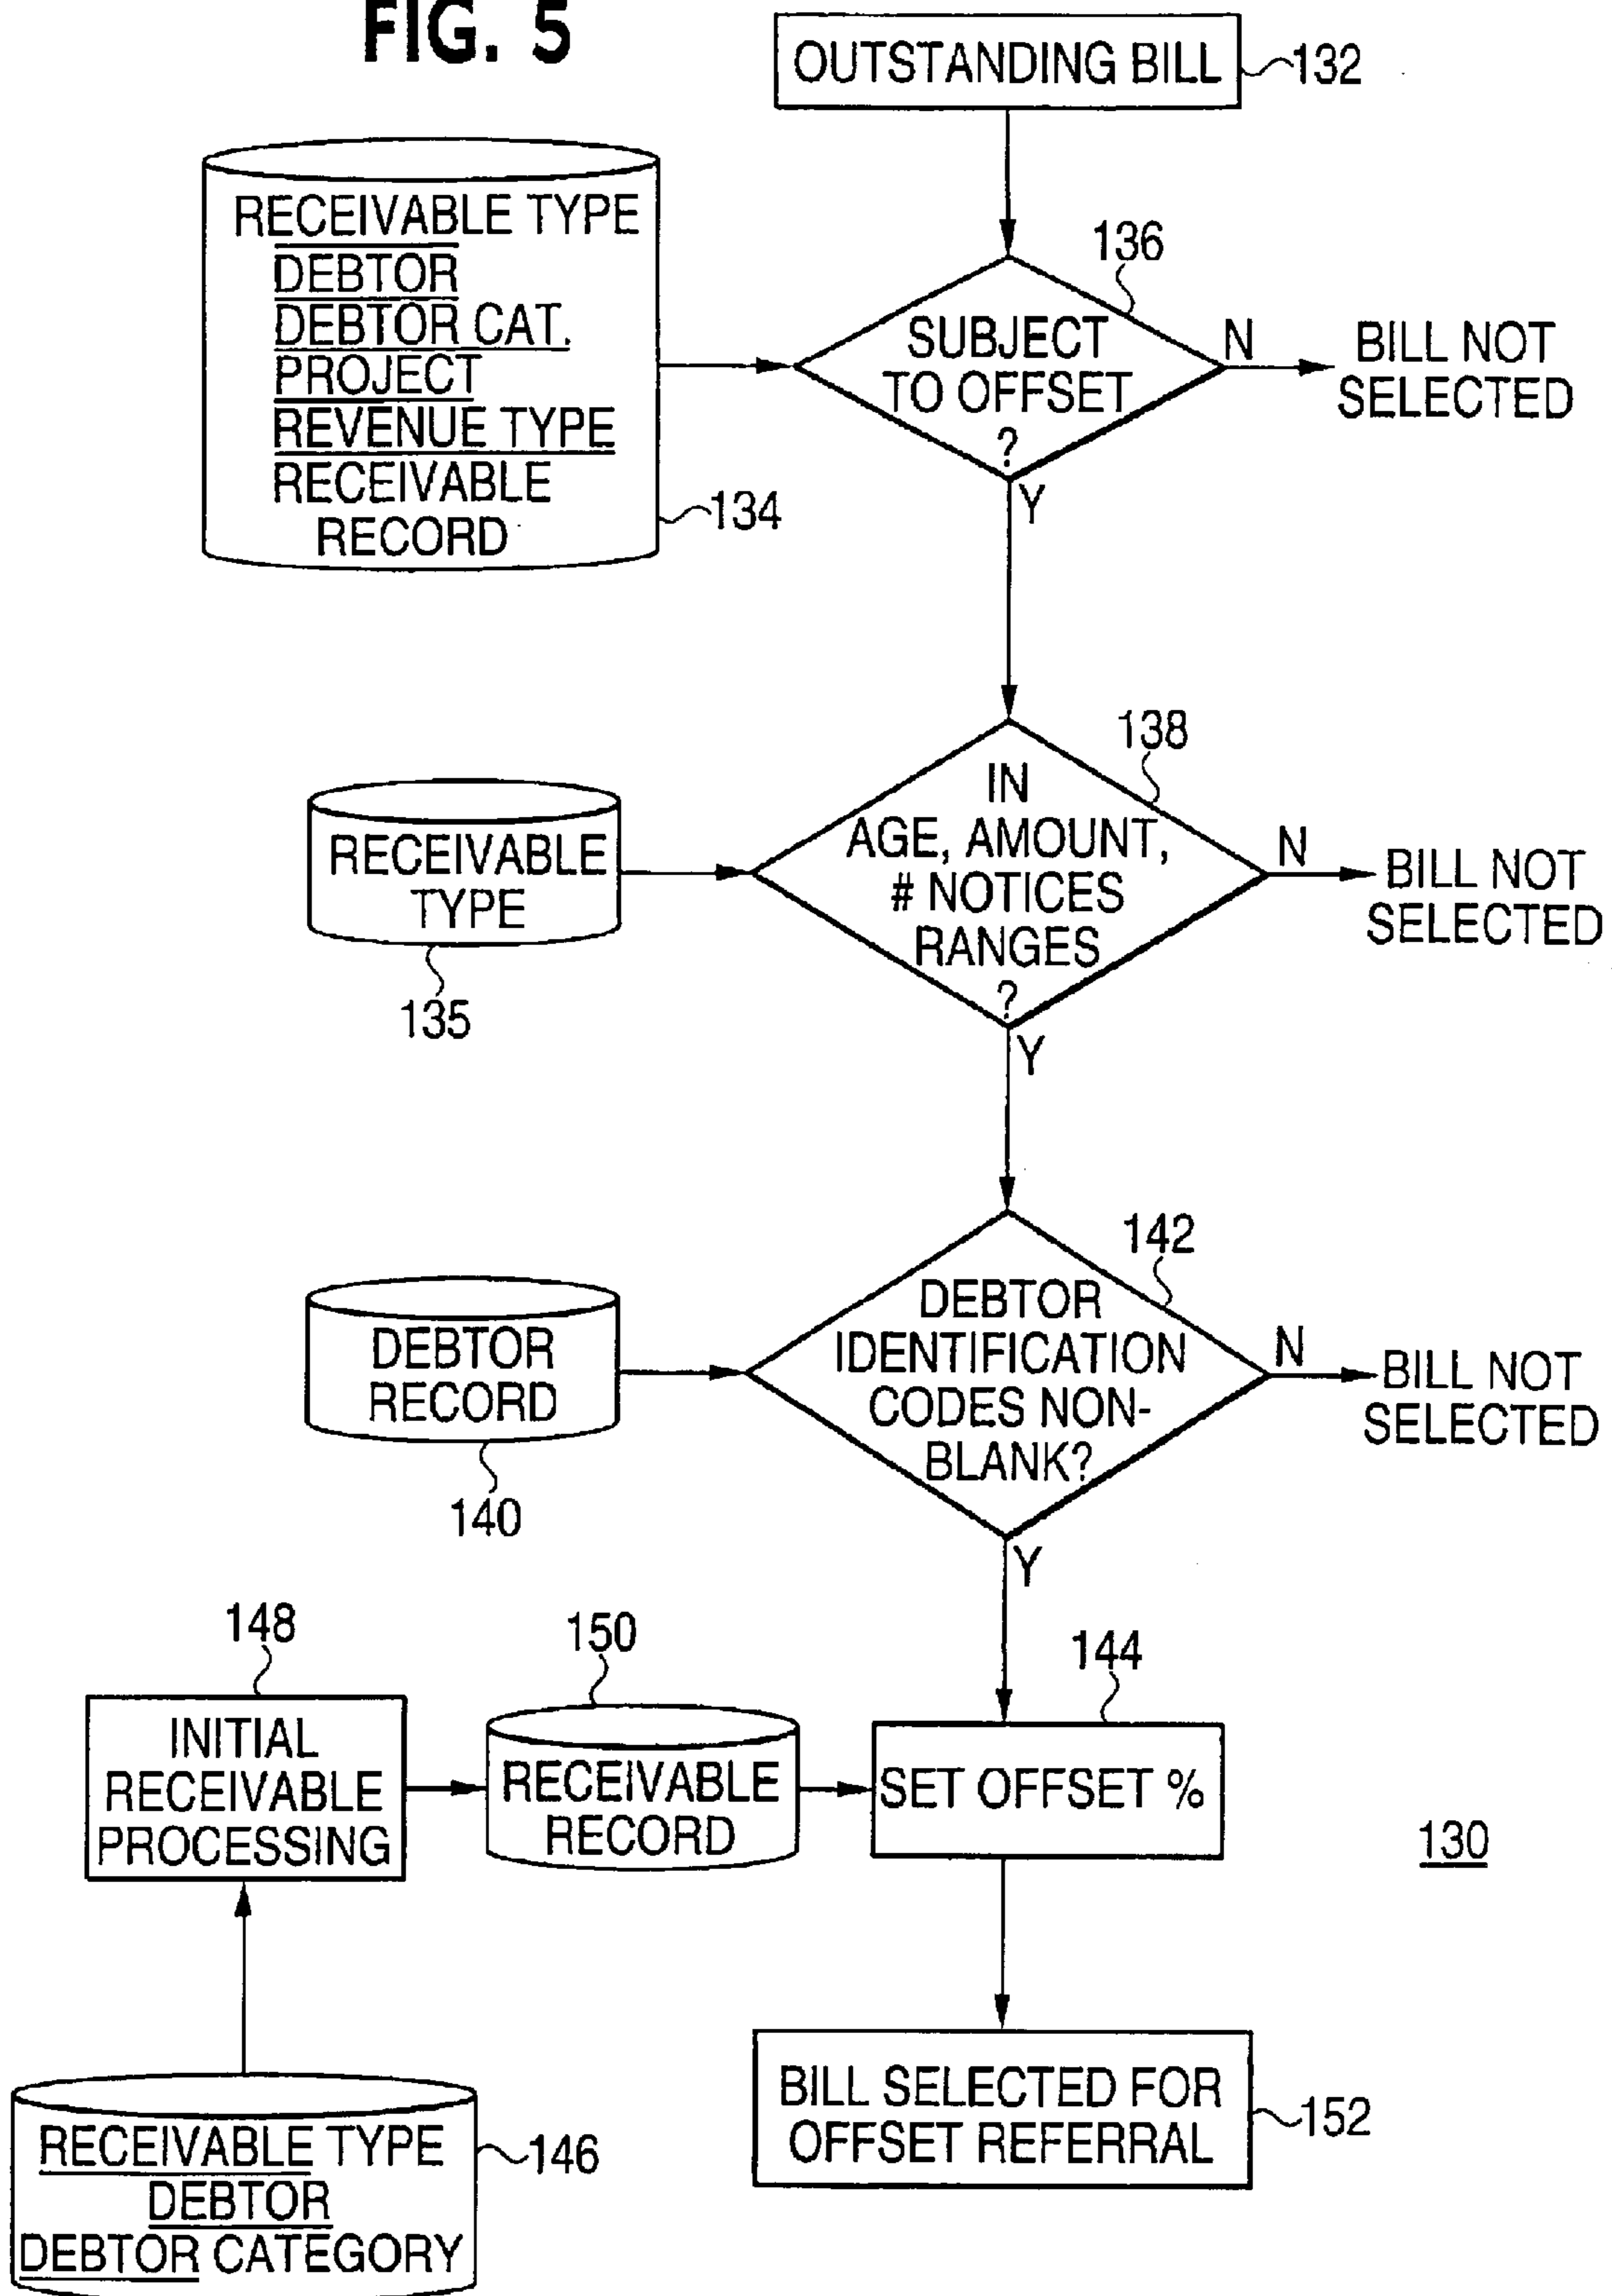 FIG. 5
OUTSTANDING BILL
132
RECEIVABLE TYPE
DEBTOR
DEBTOR CAT.
PROJECT
REVENUE TYPE
RECEIVABLE
RECORD
134
136
SUBJECT
TO OFFSET
?
N
BILL NOT
SELECTED
Y
138
RECEIVABLE
TYPE
135
IN
AGE, AMOUNT,
# NOTICES
RANGES
?
N
BILL NOT
SELECTED
Y
142
DEBTOR
RECORD
140
DEBTOR
IDENTIFICATION
CODES NON-
BLANK?
N
BILL NOT
SELECTED
Y
148
INITIAL
RECEIVABLE
PROCESSING
150
RECEIVABLE
RECORD
144
SET OFFSET %
130
RECEIVABLE TYPE
DEBTOR
DEBTOR CATEGORY
146
BILL SELECTED FOR
OFFSET REFERRAL
152